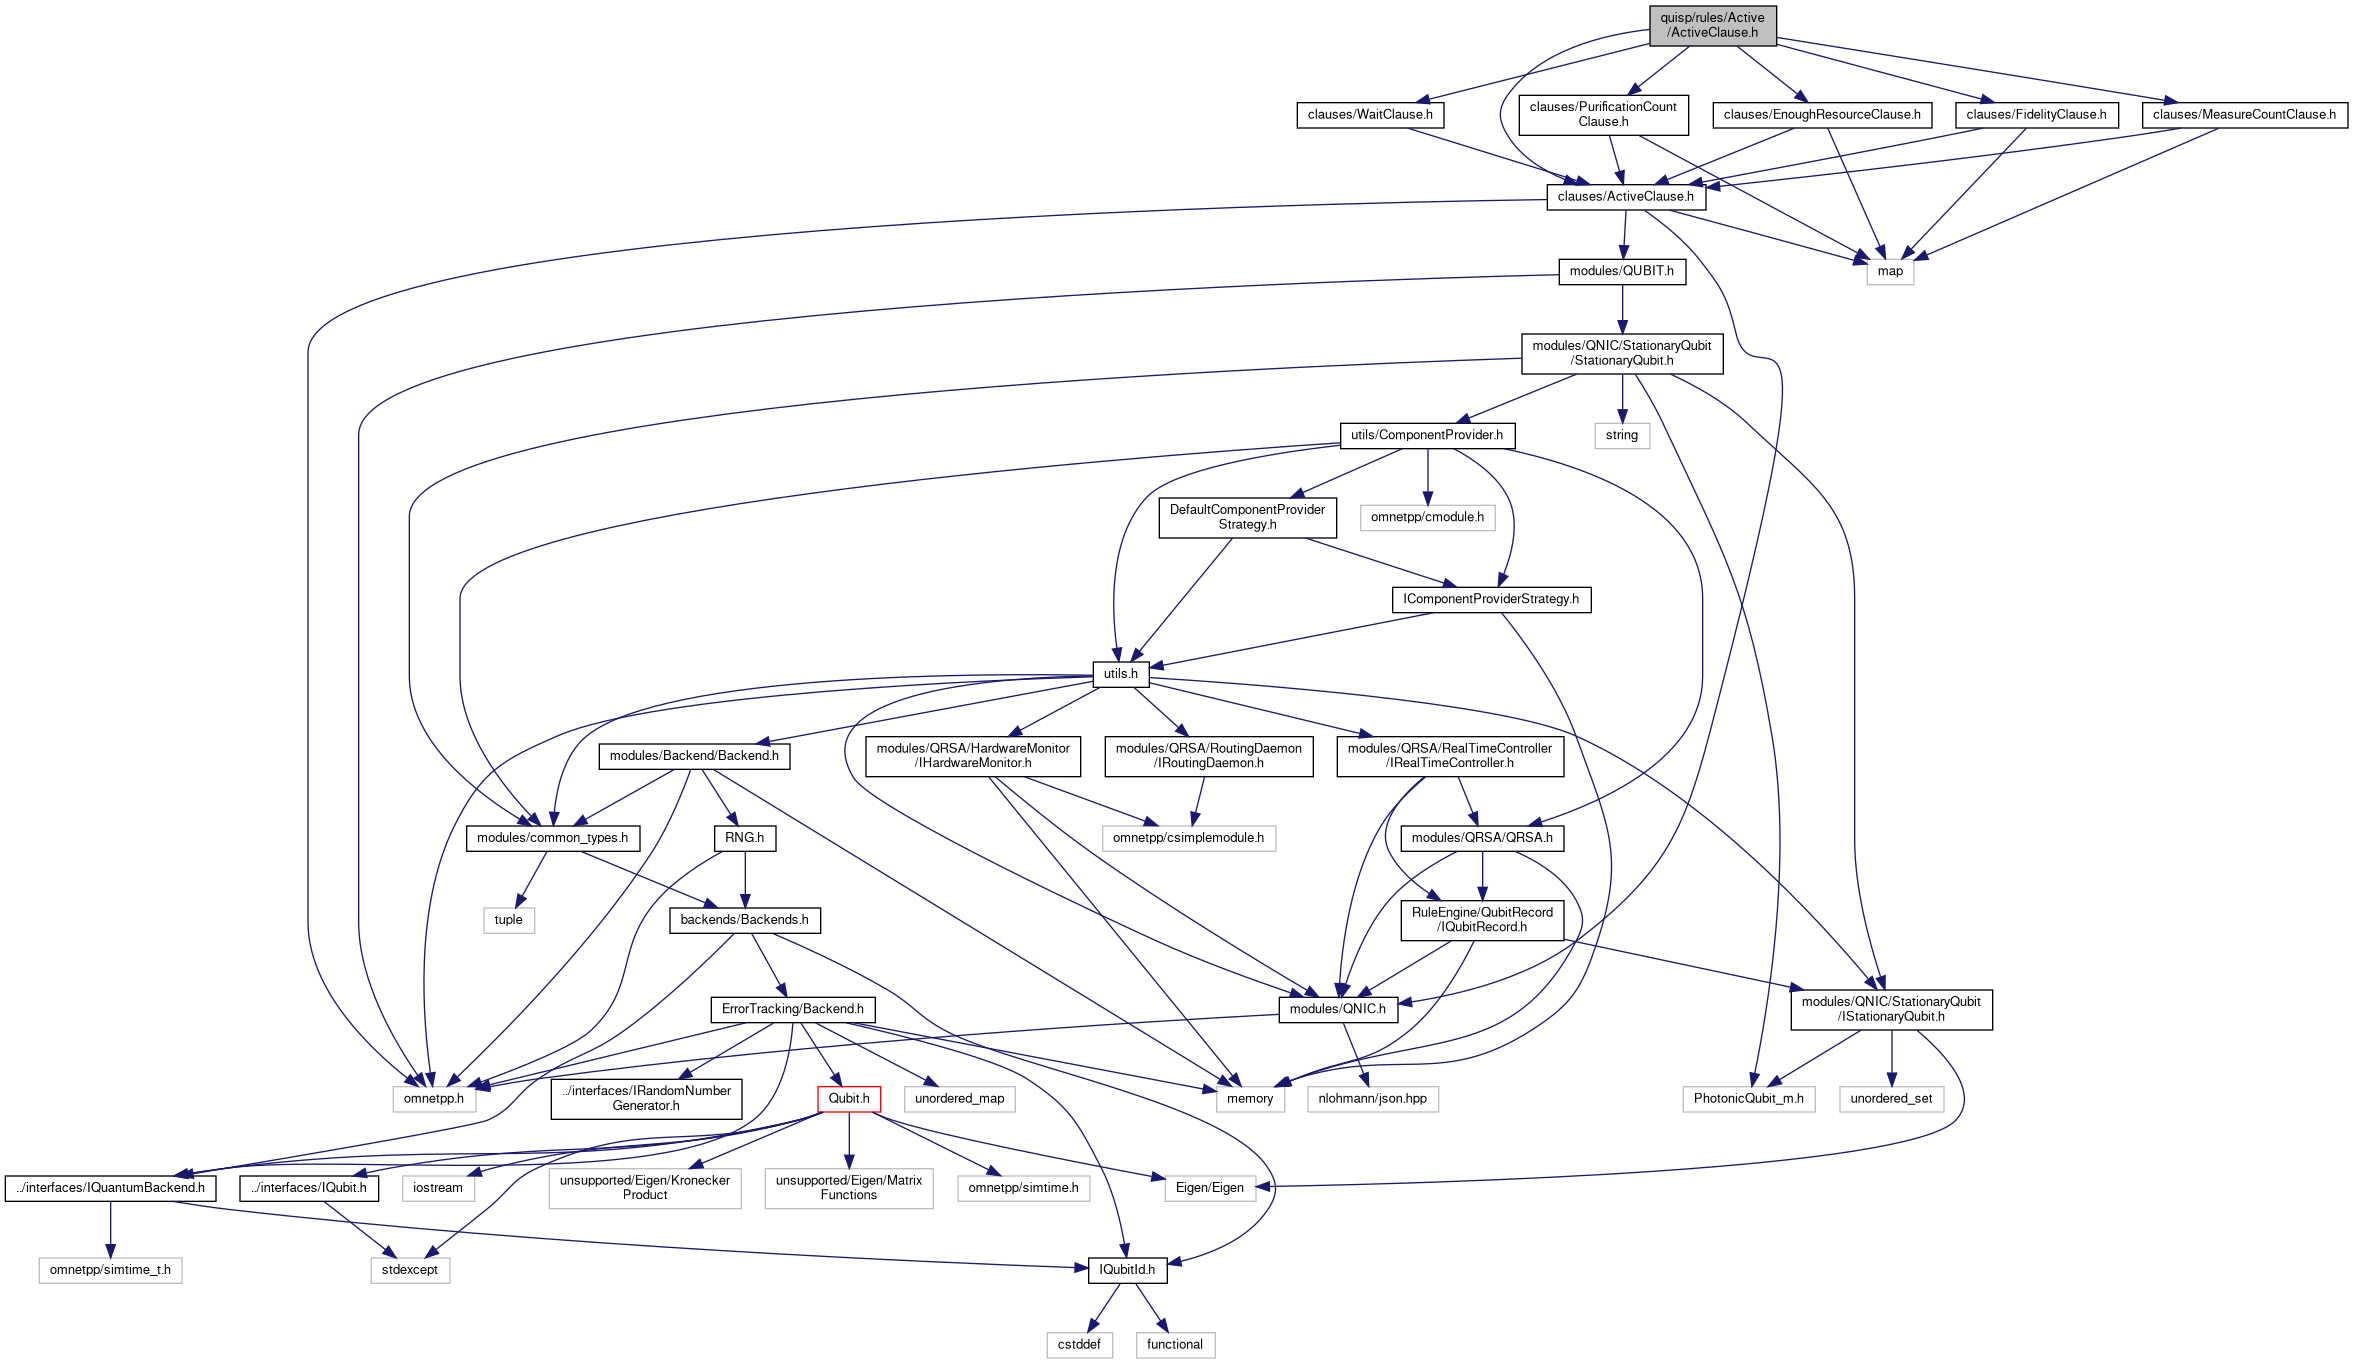 quisp/rules/Active
/ActiveClause.h
clauses/WaitClause.h
clauses/PurificationCount
Clause.h
clauses/EnoughResourceClause.h
clauses/FidelityClause.h
clauses/MeasureCountClause.h
clauses/ActiveClause.h
modules/QUBIT.h
map
modules/QNIC/StationaryQubit
/StationaryQubit.h
utils/ComponentProvider.h
string
DefaultComponentProvider
Strategy.h
omnetpp/cmodule.h
IComponentProviderStrategy.h
utils.h
modules/Backend/Backend.h
modules/QRSA/HardwareMonitor
/IHardwareMonitor.h
modules/QRSA/RoutingDaemon
/IRoutingDaemon.h
modules/QRSA/RealTimeController
/IRealTimeController.h
modules/common_types.h
RNG.h
omnetpp/csimplemodule.h
modules/QRSA/QRSA.h
tuple
backends/Backends.h
RuleEngine/QubitRecord
/IQubitRecord.h
ErrorTracking/Backend.h
modules/QNIC.h
modules/QNIC/StationaryQubit
/IStationaryQubit.h
omnetpp.h
../interfaces/IRandomNumber
Generator.h
Qubit.h
unordered_map
memory
nlohmann/json.hpp
PhotonicQubit_m.h
unordered_set
../interfaces/IQuantumBackend.h
../interfaces/IQubit.h
iostream
unsupported/Eigen/Kronecker
Product
unsupported/Eigen/Matrix
Functions
omnetpp/simtime.h
Eigen/Eigen
omnetpp/simtime_t.h
stdexcept
IQubitId.h
cstddef
functional